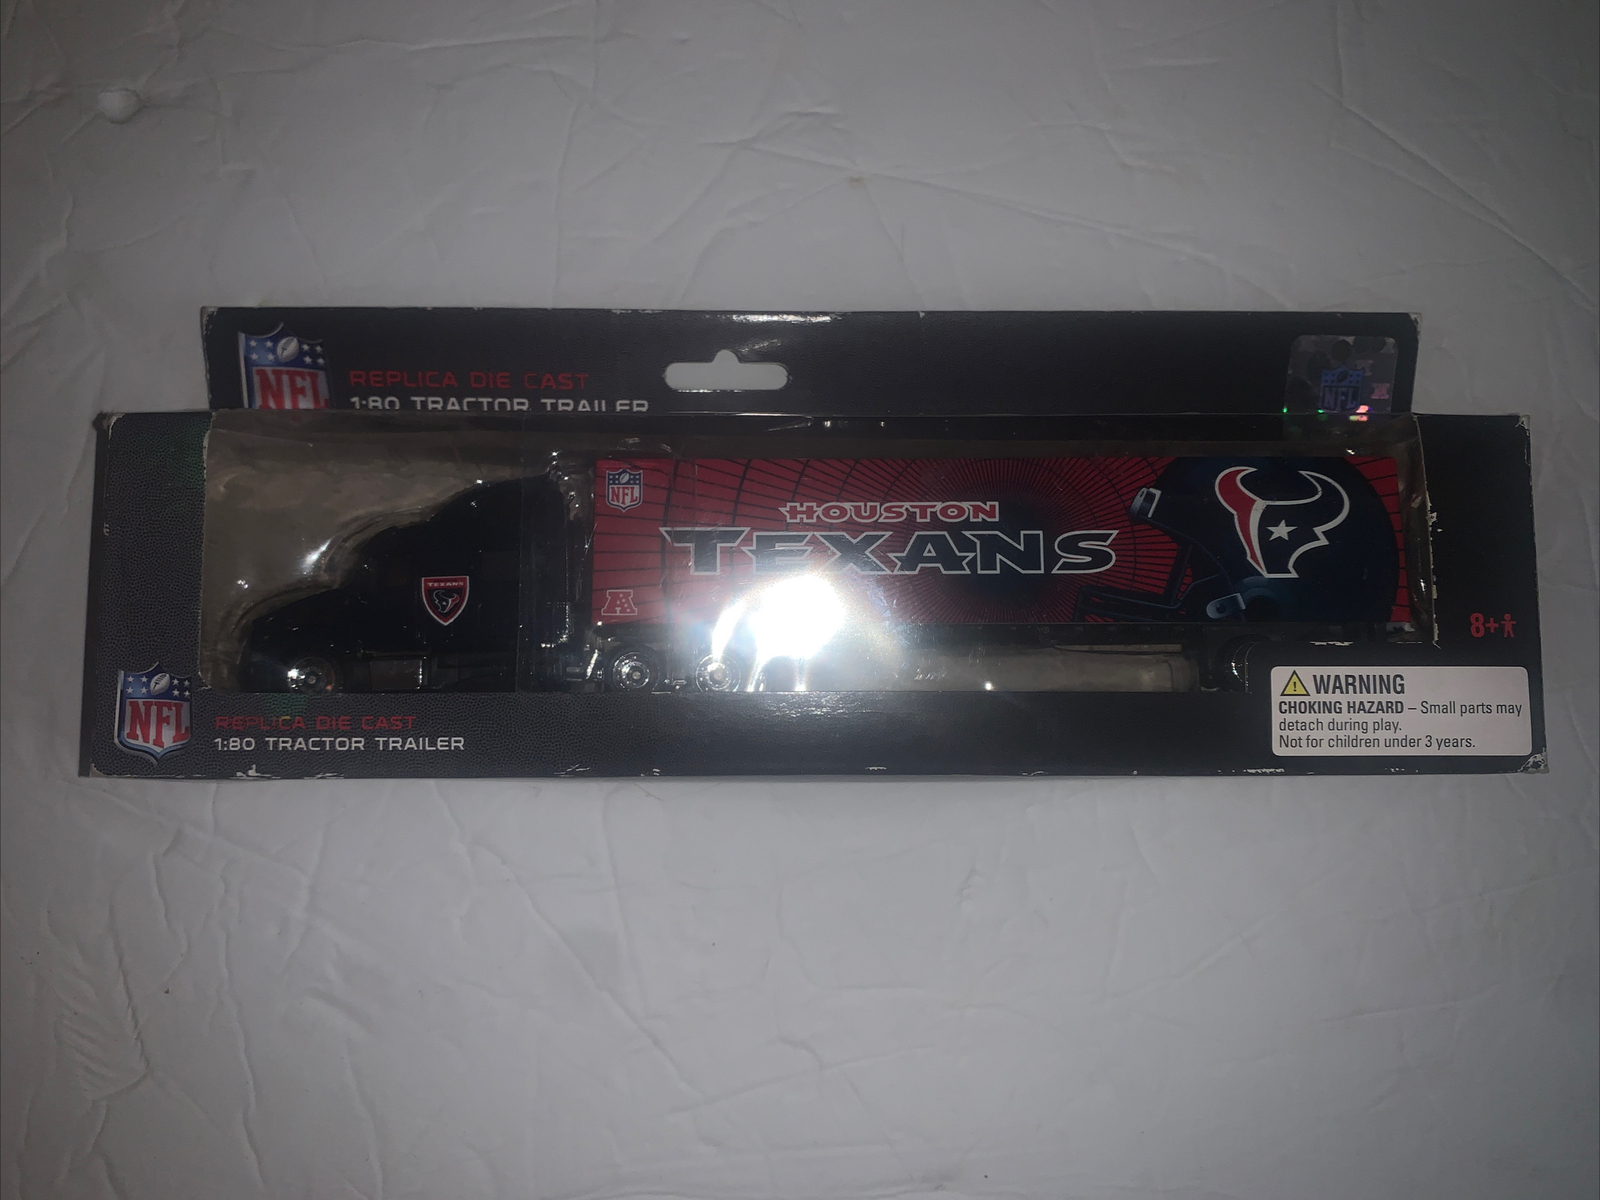 NFL
REPLICA DIE CAST
1:80 TRACTOR TRAILER
NFL
NFL
HOUSTON
TEXANS
TEXANS
A
8+
NFL
REPLICA DIE CAST
1:80 TRACTOR TRAILER
WARNING
CHOKING HAZARD – Small parts may
detach during play.
Not for children under 3 years.